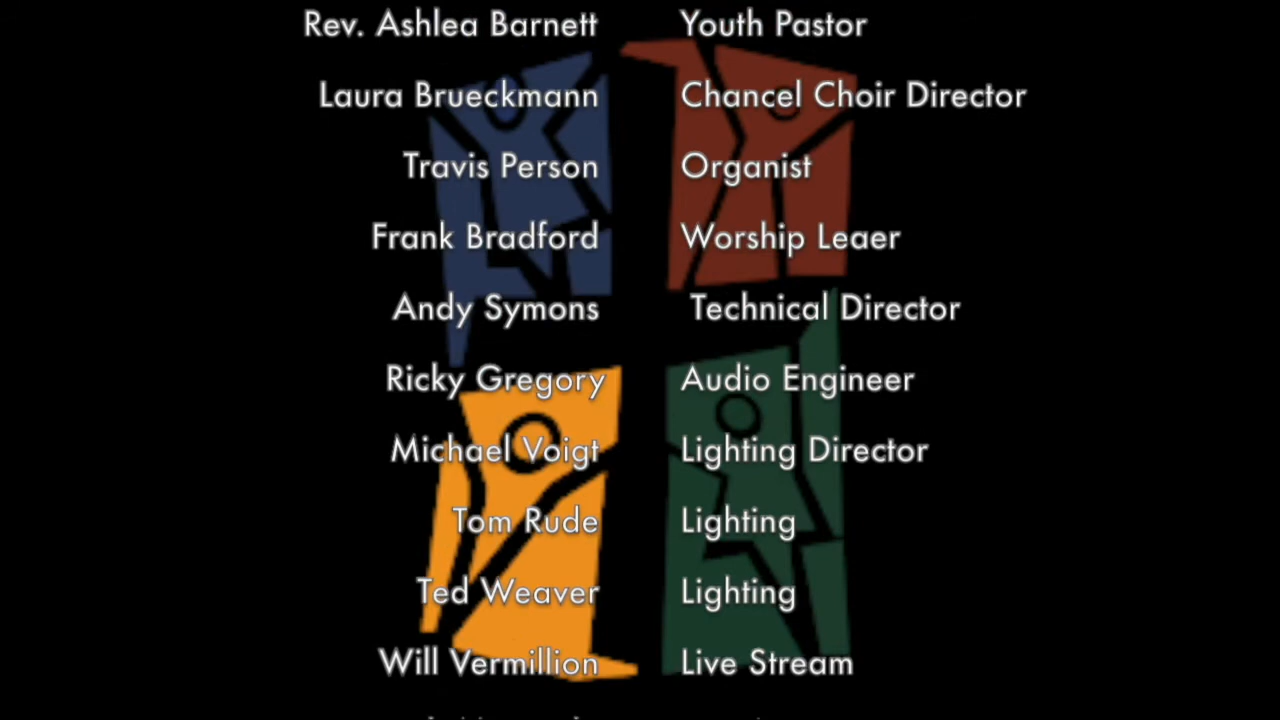 Rev. Ashlea Barnett Youth Pastor
Laura Brueckmann Chancel Choir Director
Travis Person Organist
Frank Bradford Worship Leaer
Andy Symons Technical Director
Ricky Gregory Audio Engineer
Michael Voigt Lighting Director
Tom Rude Lighting
Ted Weaver Lighting
Will Vermillion Live Stream